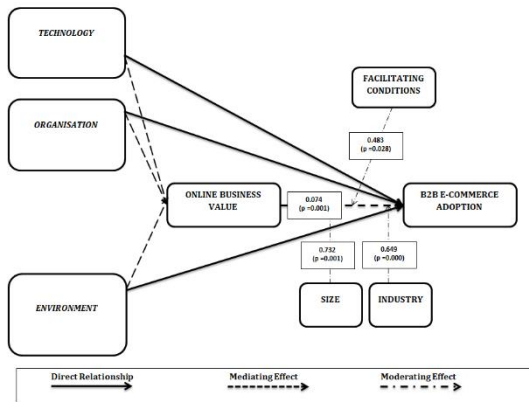 TECHNOLOGY
FACILITATING
CONDITIONS
ORGANISATION
0.483
(p =0.028)
ONLINE BUSINESS
VALUE
0.074
(p =0.001)
B2B E-COMMERCE
ADOPTION
0.732
(p =0.001)
0.649
(p =0.000)
ENVIRONMENT
SIZE
INDUSTRY
Direct Relationship
Mediating Effect
Moderating Effect